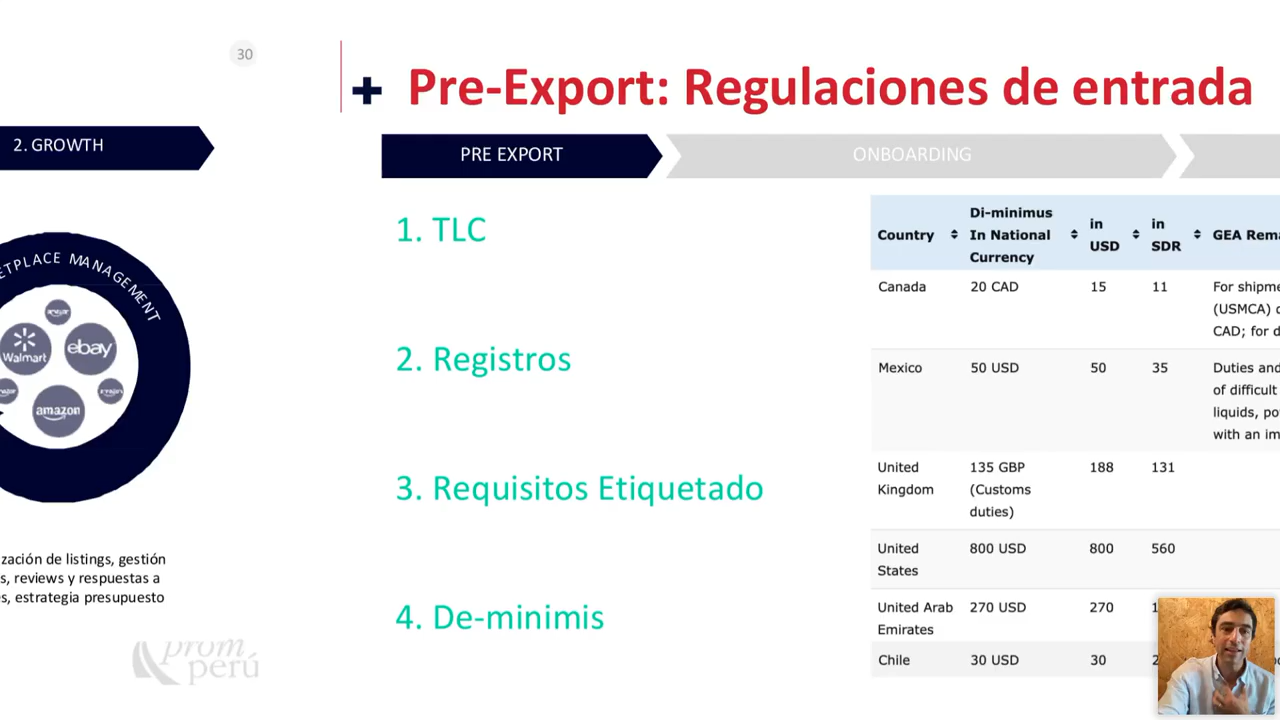 30
2. GROWTH
ETPLACE MANAGEMENT
amazon
Walmart
ebay
amazon
zación de listings, gestión
s, reviews y respuestas a
es, estrategia presupuesto
prom
perú
+ Pre-Export: Regulaciones de entrada
PRE EXPORT
ONBOARDING
1. TLC
2. Registros
3. Requisitos Etiquetado
4. De-minimis
Country
Di-minimus
In National
Currency
in
USD
in
SDR
GEA Rema
Canada 20 CAD 15 11 For shipme
(USMCA) c
CAD; for d
Mexico 50 USD 50 35 Duties and
of difficult
liquids, po
with an im
United 135 GBP 188 131
Kingdom (Customs
duties)
United 800 USD 800 560
States
United Arab 270 USD 270 1
Emirates
Chile 30 USD 30 2